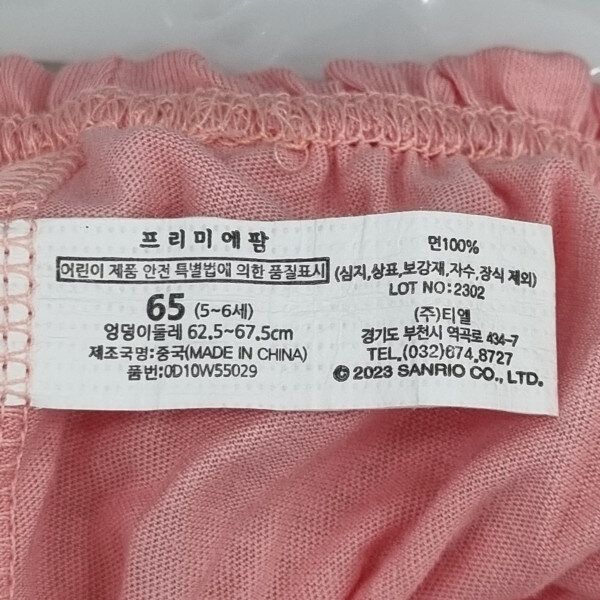 프리미에팜
어린이 제품 안전 특별법에 의한 품질표시
65 (5~6세)
엉덩이둘레 62.5~67.5cm
제조국명:중국(MADE IN CHINA)
품번:0D10W55029
면100%
(심지,상표,보강재,자수,장식 제외)
LOT NO:2302
(주)티엘
경기도 부천시 역곡로 434-7
TEL.(032)674.8727
© 2023 SANRIO CO., LTD.